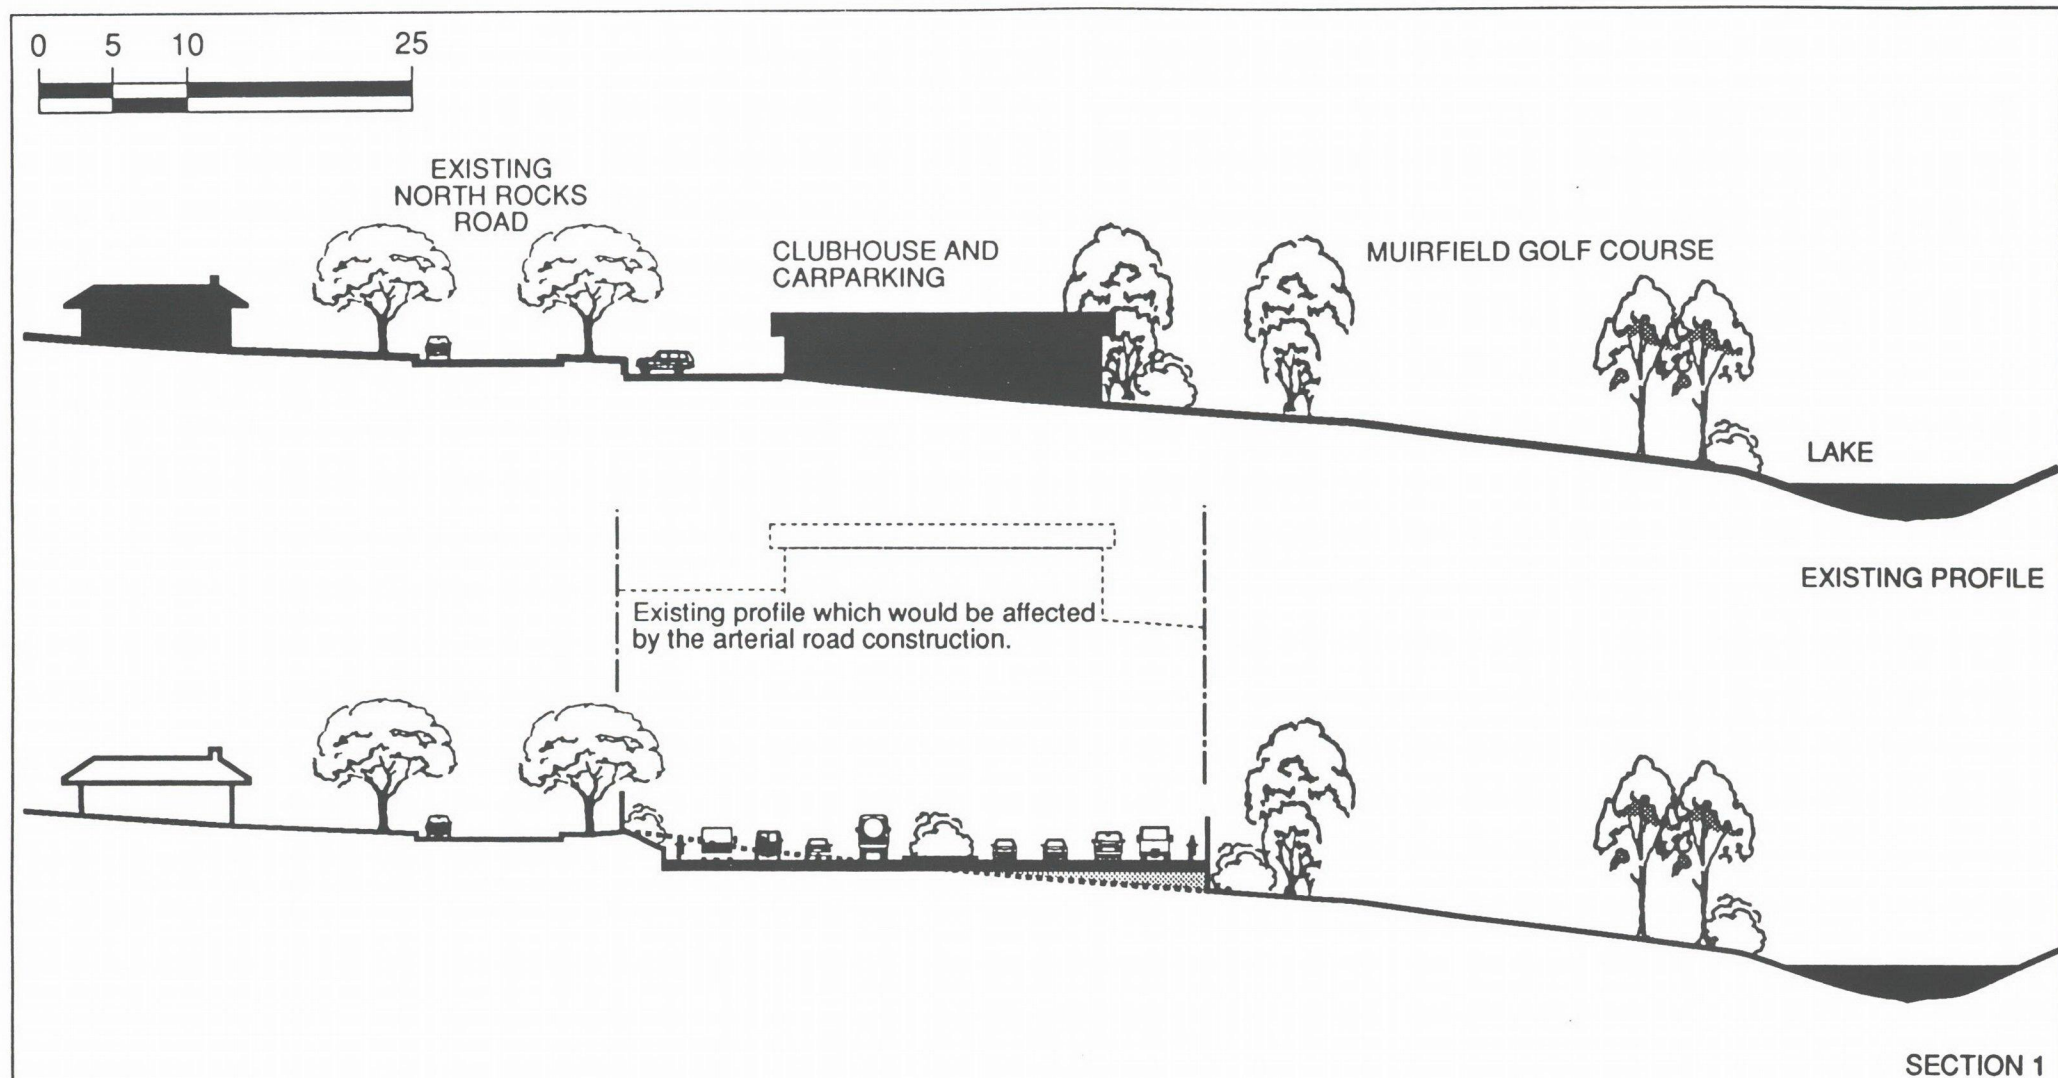 0 5 10 25
EXISTING
NORTH ROCKS
ROAD
CLUBHOUSE AND
CARPARKING
MUIRFIELD GOLF COURSE
LAKE
EXISTING PROFILE
Existing profile which would be affected
by the arterial road construction.
SECTION 1